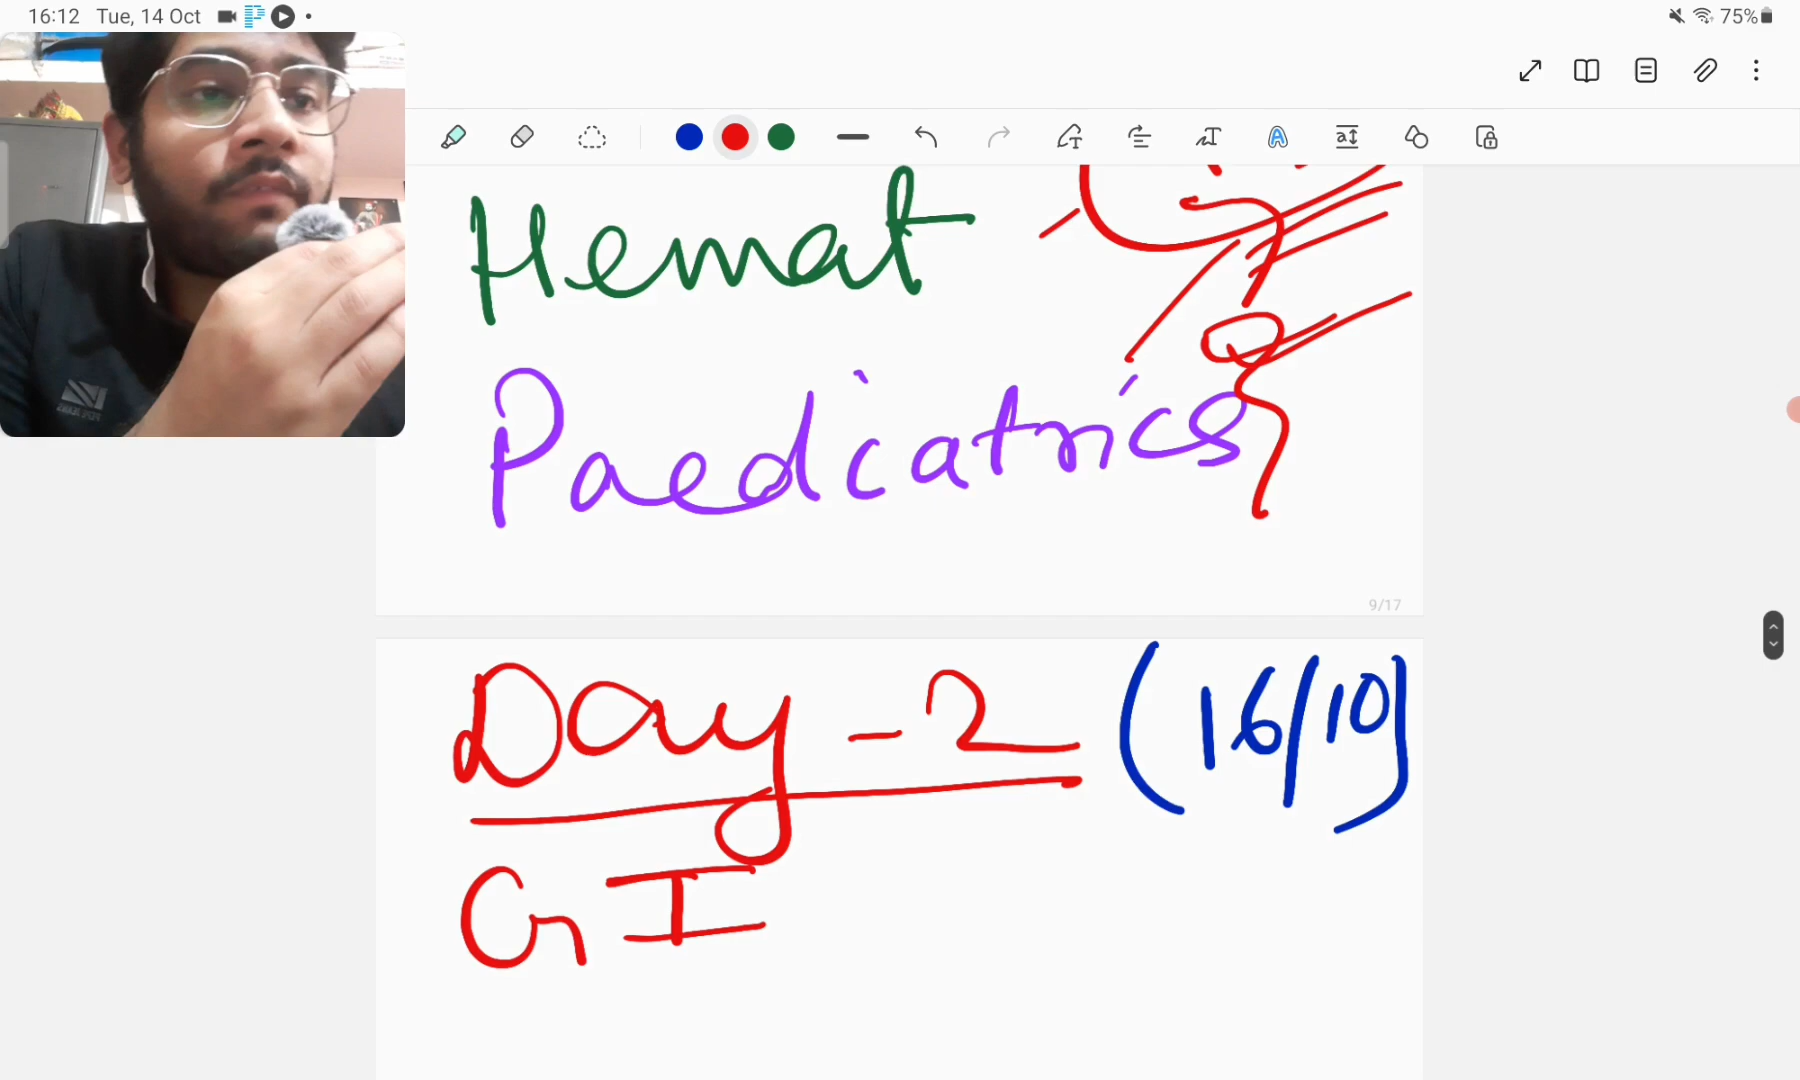 16:12 Tue, 14 Oct 75%
Hemat
Paediatrics
9/17
Day - 2 (16/10)
GI